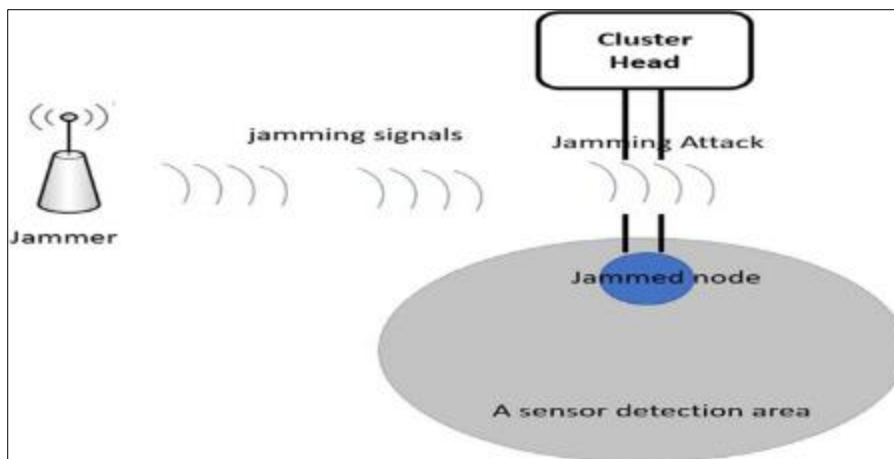 Cluster
Head
jamming signals
Jamming Attack
Jammer
Jammed node
A sensor detection area